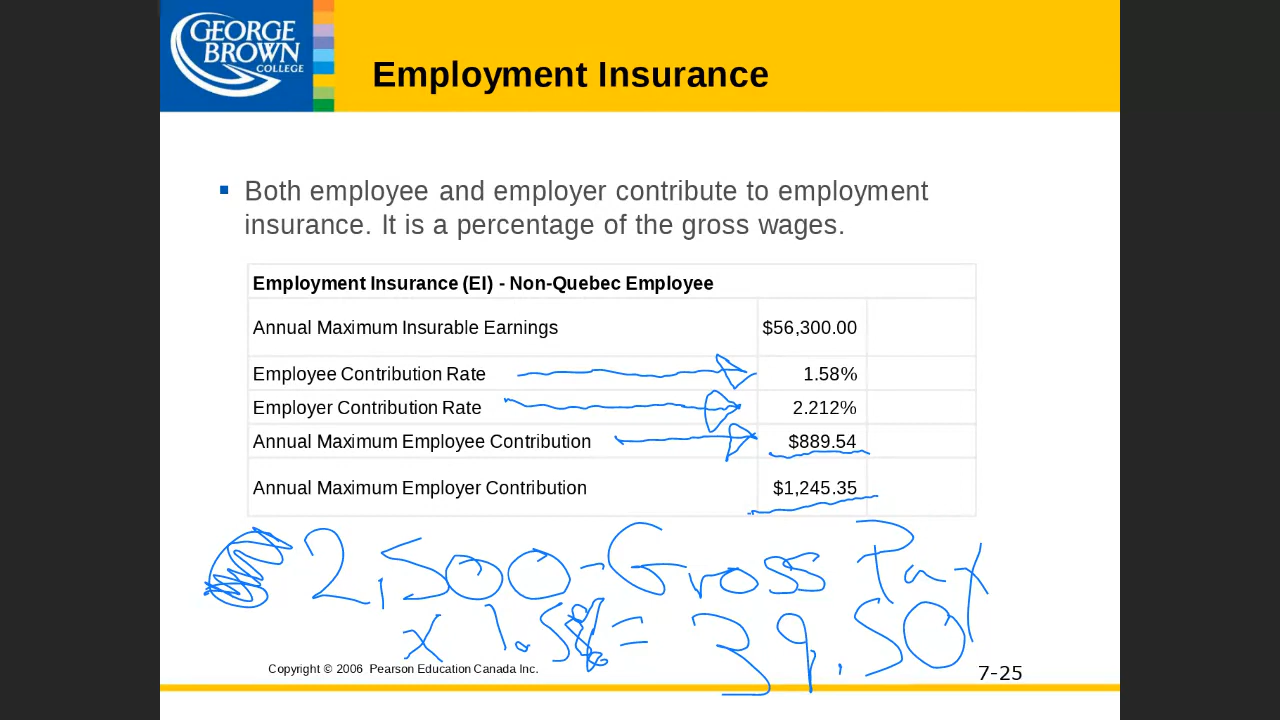 GEORGE
BROWN
COLLEGE
Employment Insurance
Both employee and employer contribute to employment
insurance. It is a percentage of the gross wages.
Employment Insurance (EI) - Non-Quebec Employee
Annual Maximum Insurable Earnings $56,300.00
Employee Contribution Rate 1.58%
Employer Contribution Rate 2.212%
Annual Maximum Employee Contribution $889.54
Annual Maximum Employer Contribution $1,245.35
2,500 - Gross Pay
x 1.58% = 39.50
Copyright © 2006 Pearson Education Canada Inc.
7-25